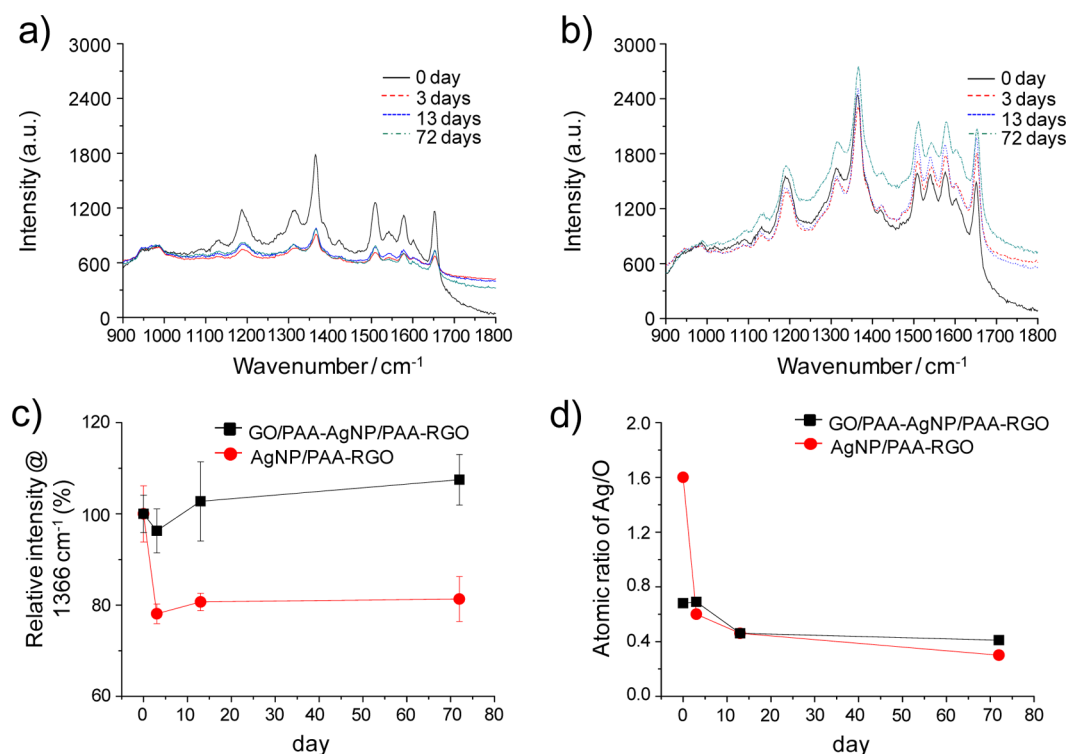 a)
3000
2400
1800
1200
600
0
Intensity (a.u.)
0 day
3 days
13 days
72 days
900 1000 1100 1200 1300 1400 1500 1600 1700 1800
Wavenumber / cm-1
b)
3000
2400
1800
1200
600
0
Intensity (a.u.)
0 day
3 days
13 days
72 days
900 1000 1100 1200 1300 1400 1500 1600 1700 1800
Wavenumber / cm-1
c)
120
100
80
60
Relative intensity @
1366 cm-1 (%)
GO/PAA-AgNP/PAA-RGO
AgNP/PAA-RGO
0 10 20 30 40 50 60 70 80
day
d)
2.0
1.6
1.2
0.8
0.4
0.0
Atomic ratio of Ag/O
GO/PAA-AgNP/PAA-RGO
AgNP/PAA-RGO
0 10 20 30 40 50 60 70 80
day